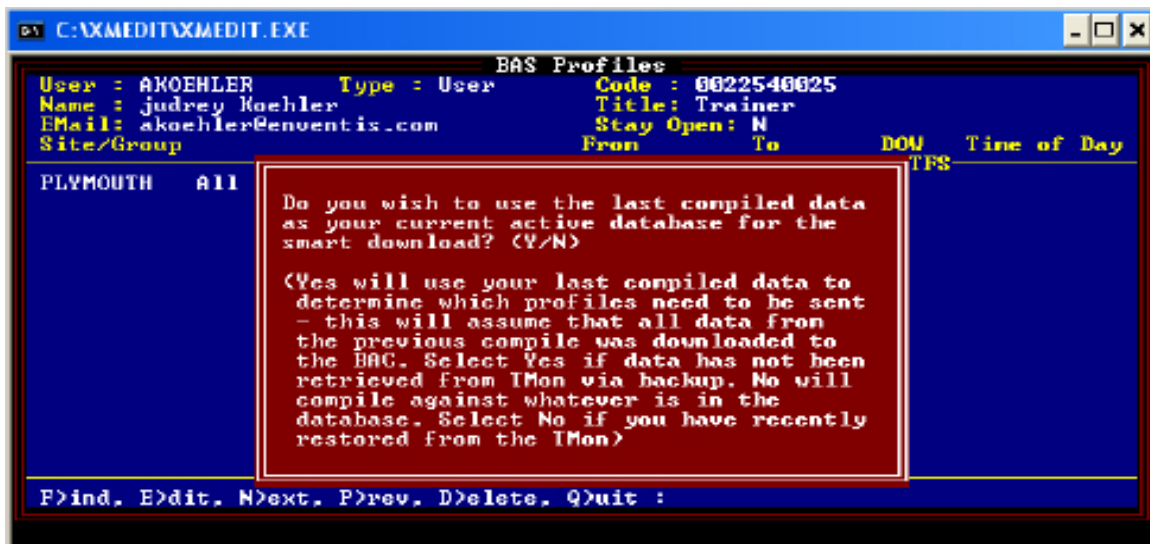 C:\XMEDIT\XMEDIT.EXE
BAS Profiles
User : AKOEHLER Type : User Code : 0022540025
Name : judrey Koehler Title: Trainer
EMail: akoehler@enventis.com Stay Open: N
Site/Group From To DOW Time of Day
TFS
PLYMOUTH All
Do you wish to use the last compiled data
as your current active database for the
smart download? (Y/N)
(Yes will use your last compiled data to
determine which profiles need to be sent
- this will assume that all data from
the previous compile was downloaded to
the BAC. Select Yes if data has not been
retrieved from TMon via backup. No will
compile against whatever is in the
database. Select No if you have recently
restored from the TMon)
F)ind, E)dit, N)ext, P)rev, D)elete, Q)uit :